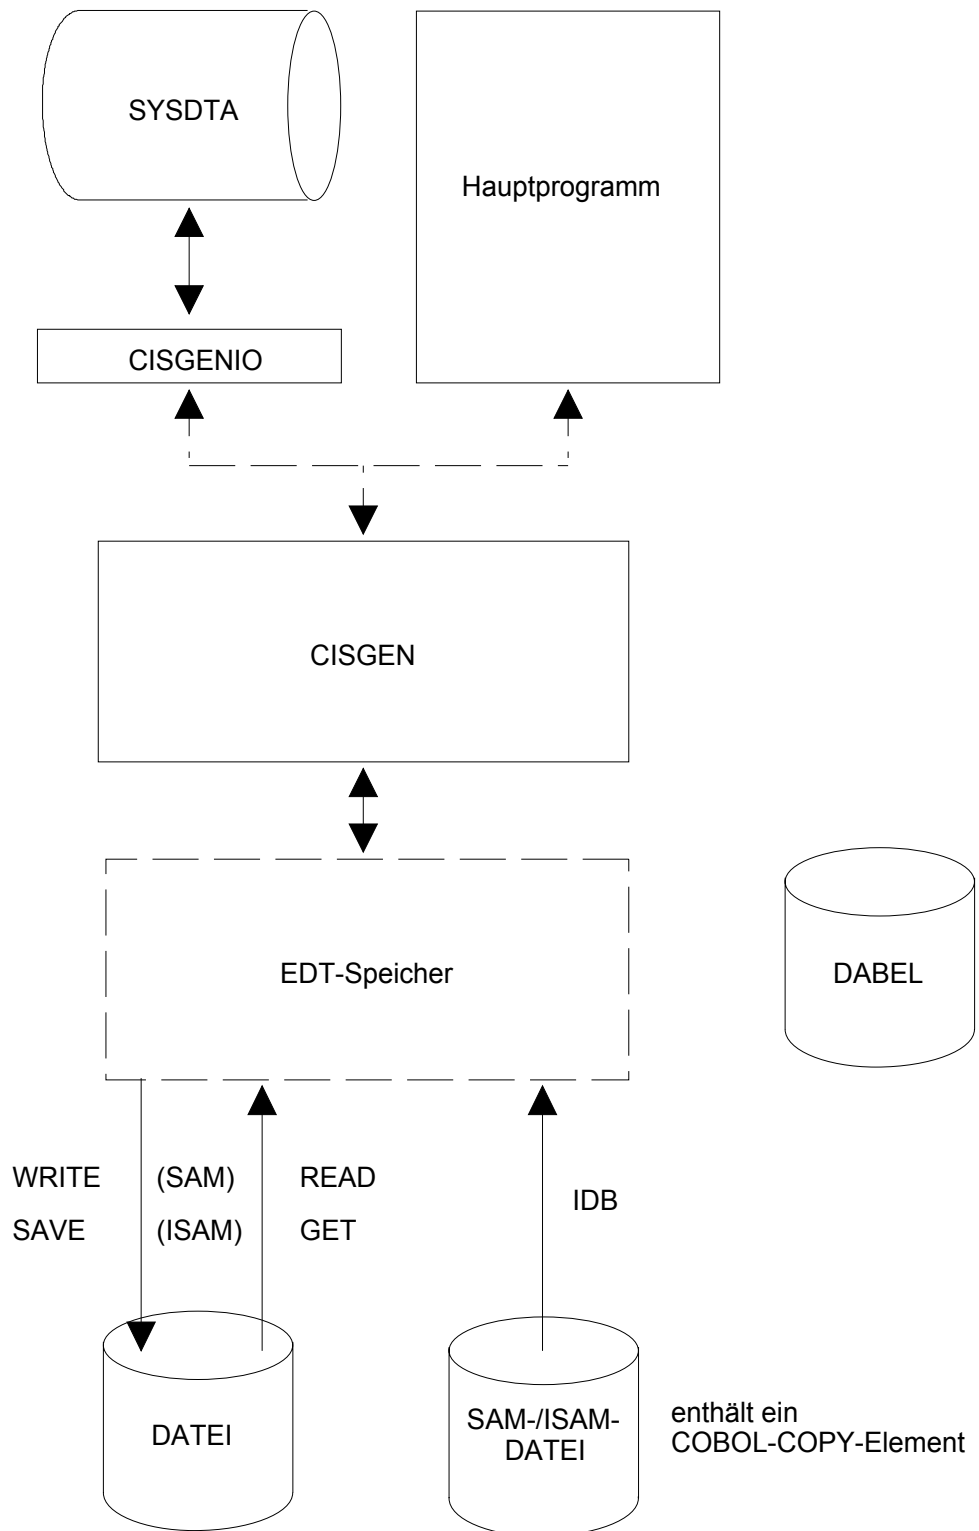 SYSDTA
Hauptprogramm
CISGENIO
CISGEN
EDT-Speicher
DABEL
WRITE (SAM) READ
SAVE (ISAM) GET
IDB
DATEI
SAM-/ISAM-
DATEI
enthält ein
COBOL-COPY-Element